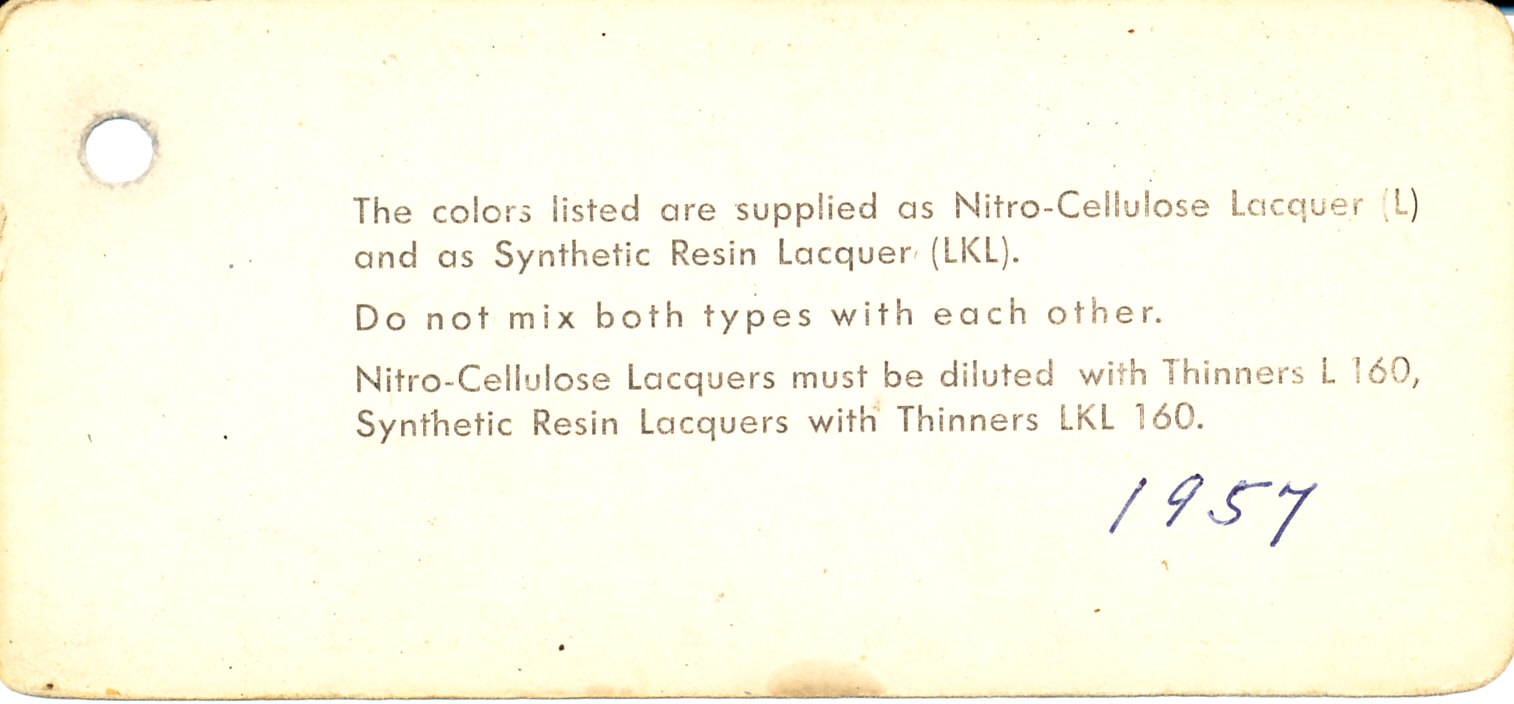 The colors listed are supplied as Nitro-Cellulose Lacquer (L)
and as Synthetic Resin Lacquer (LKL).
Do not mix both types with each other.
Nitro-Cellulose Lacquers must be diluted with Thinners L 160,
Synthetic Resin Lacquers with Thinners LKL 160.
1957